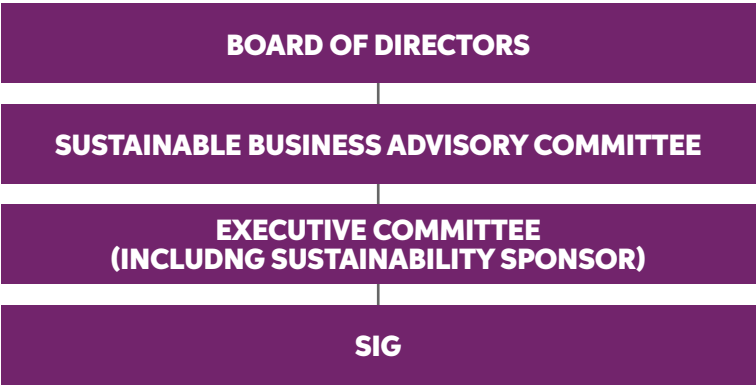 BOARD OF DIRECTORS
SUSTAINABLE BUSINESS ADVISORY COMMITTEE
EXECUTIVE COMMITTEE
(INCLUDNG SUSTAINABILITY SPONSOR)
SIG